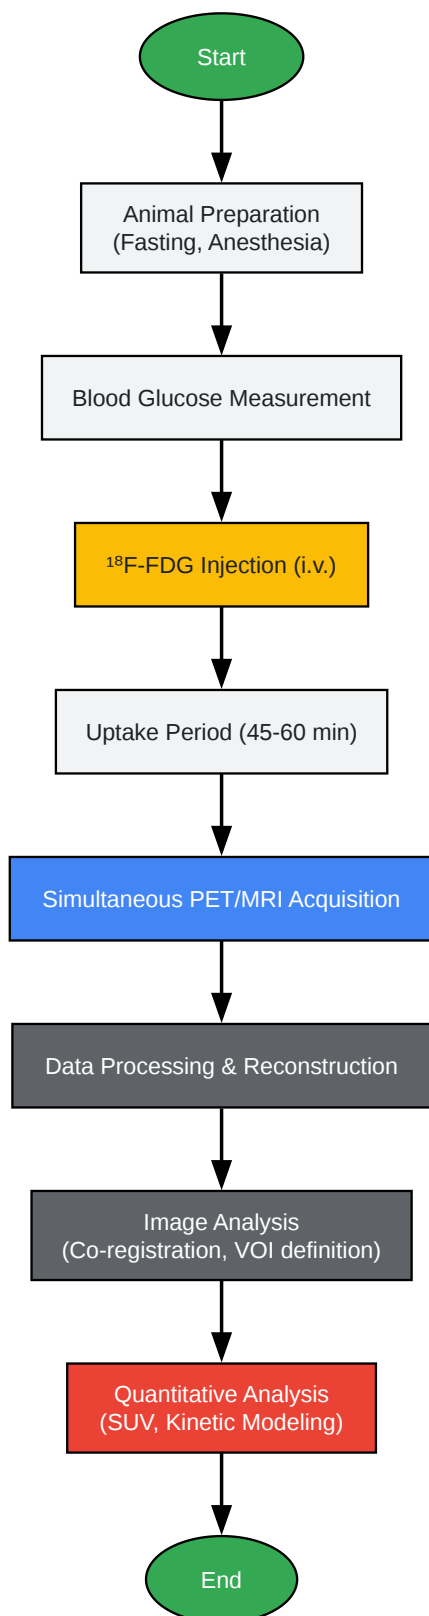 Start
Animal Preparation
(Fasting, Anesthesia)
Blood Glucose Measurement
¹⁸F-FDG Injection (i.v.)
Uptake Period (45-60 min)
Simultaneous PET/MRI Acquisition
Data Processing & Reconstruction
Image Analysis
(Co-registration, VOI definition)
Quantitative Analysis
(SUV, Kinetic Modeling)
End